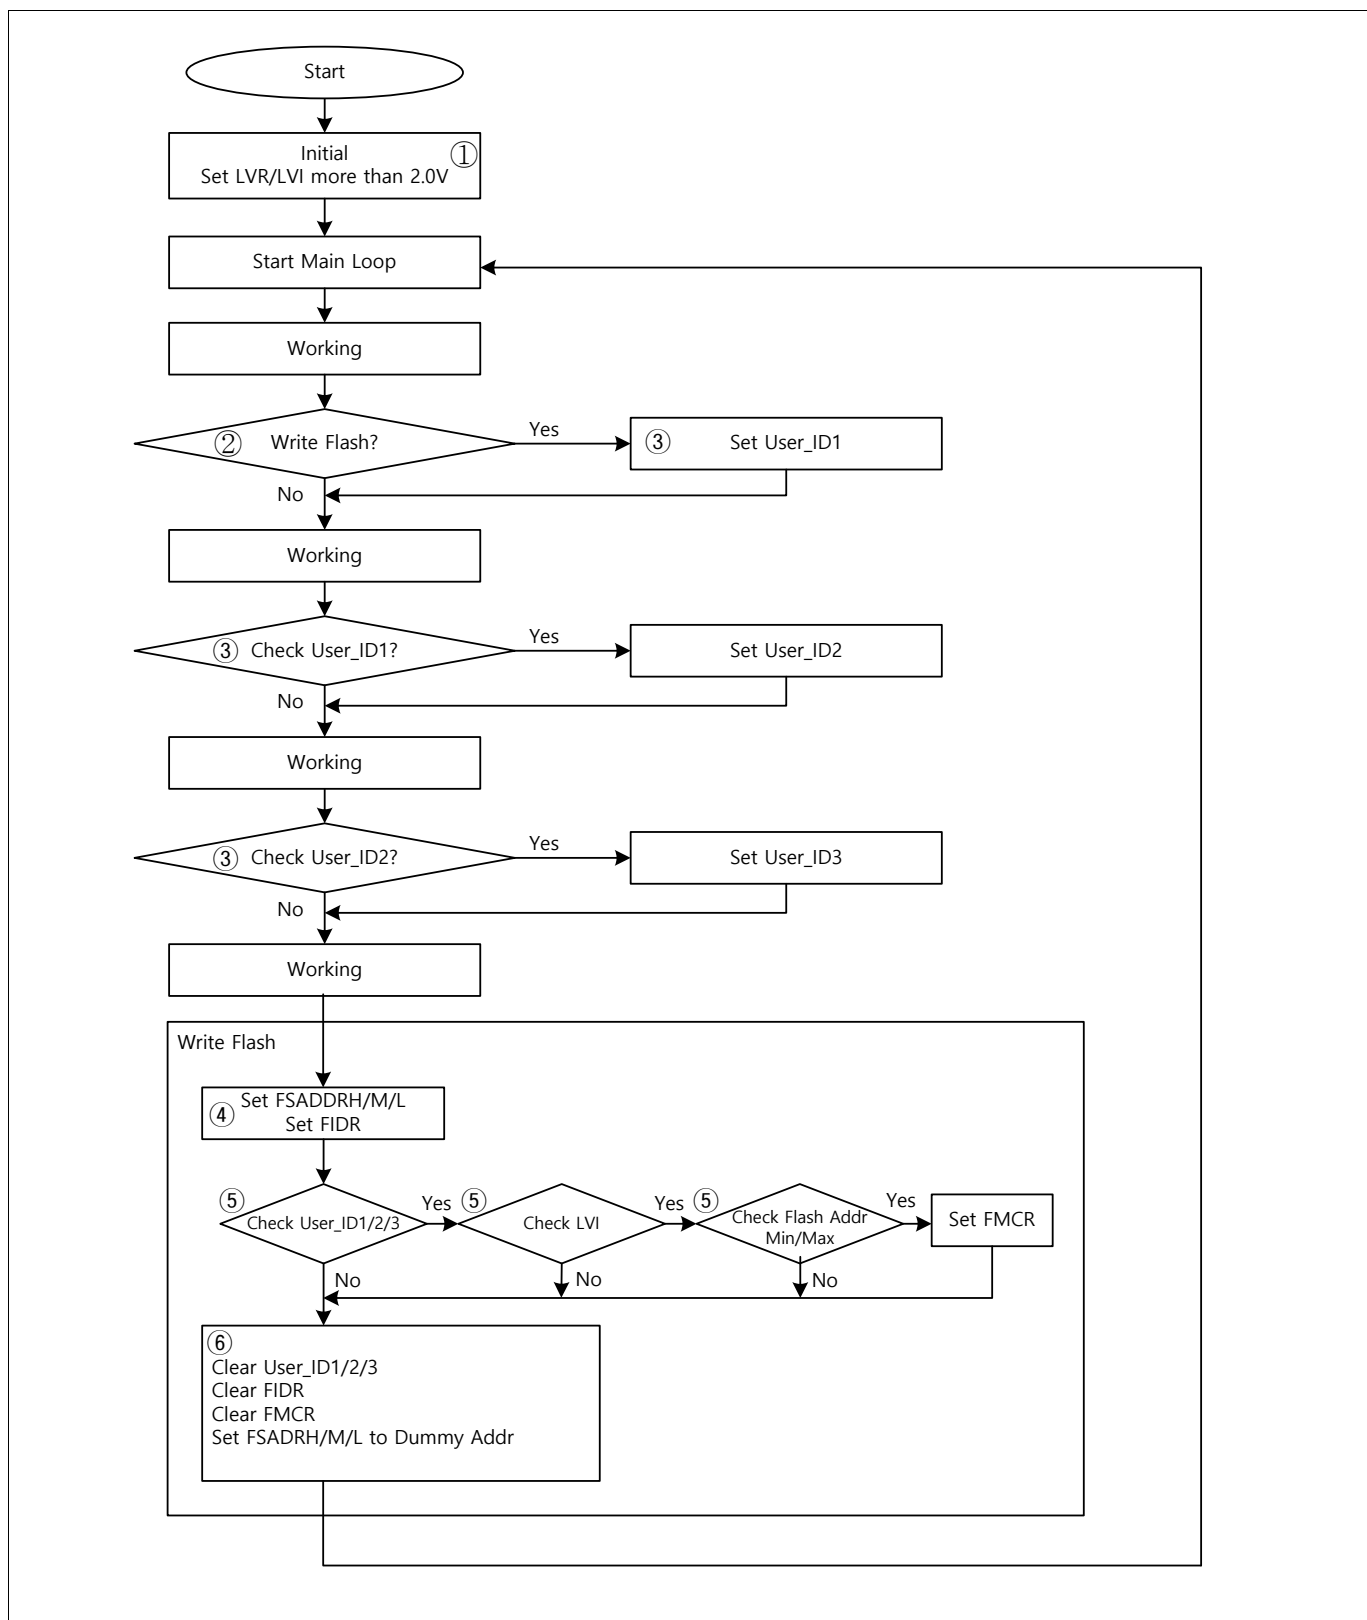 Start
Initial
①
Set LVR/LVI more than 2.0V
Start Main Loop
Working
② Write Flash?
Yes
③ Set User_ID1
No
Working
③ Check User_ID1?
Yes
Set User_ID2
No
Working
③ Check User_ID2?
Yes
Set User_ID3
No
Working
Write Flash
④ Set FSADDRH/M/L
Set FIDR
⑤ Check User_ID1/2/3
Yes
⑤ Check LVI
Yes
⑤ Check Flash Addr
Min/Max
Yes
Set FMCR
No
No
No
⑥
Clear User_ID1/2/3
Clear FIDR
Clear FMCR
Set FSADRH/M/L to Dummy Addr